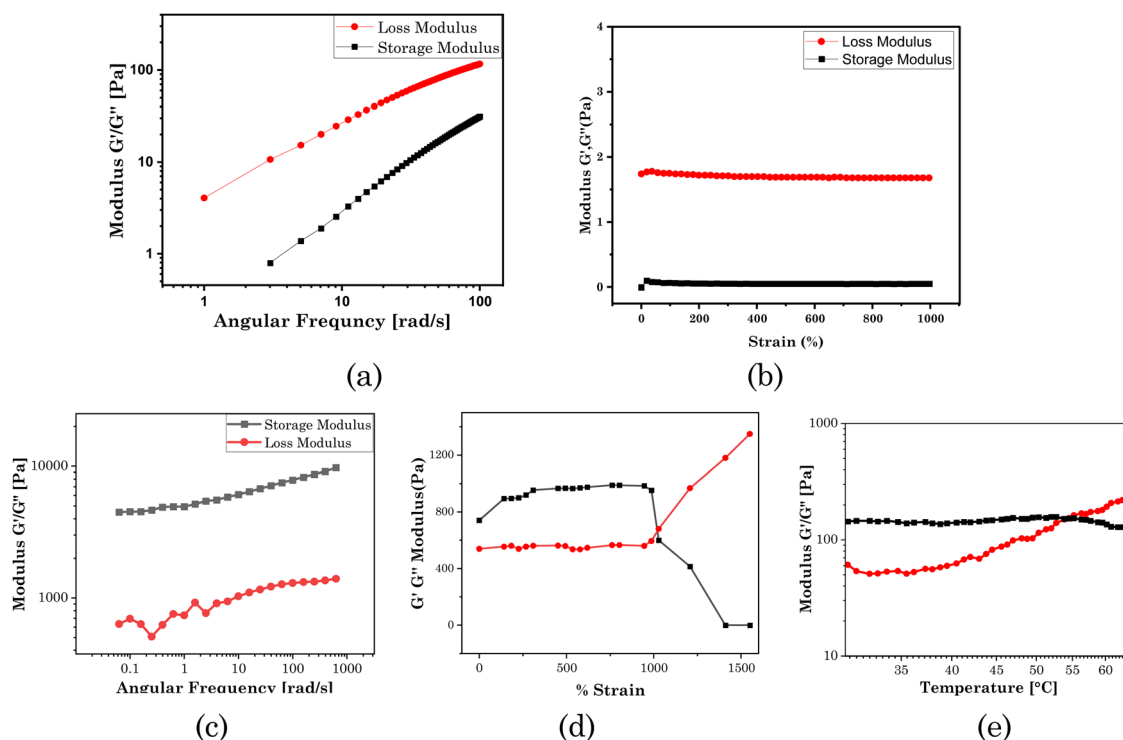 Loss Modulus
Storage Modulus
Modulus G'/G" [Pa]
100
10
1
1 10 100
Angular Frequncy [rad/s]
(a)
Loss Modulus
Storage Modulus
Modulus G',G"(Pa)
4
2
0
0 200 400 600 800 1000
Strain (%)
(b)
Storage Modulus
Loss Modulus
Modulus G'/G" [Pa]
10000
1000
0.1 1 10 100 1000
Angular Frequency [rad/s]
(c)
G' G" Modulus(Pa)
1200
800
400
0
0 500 1000 1500
% Strain
(d)
Modulus G'/G" [Pa]
1000
100
10
35 40 45 50 55 60
Temperature [°C]
(e)